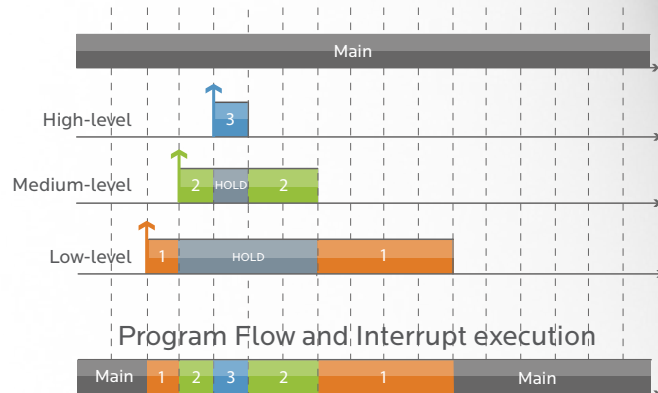 Main
High-level
3
Medium-level
2 HOLD 2
Low-level
1 HOLD 1
Program Flow and Interrupt execution
Main 1 2 3 2 1 Main